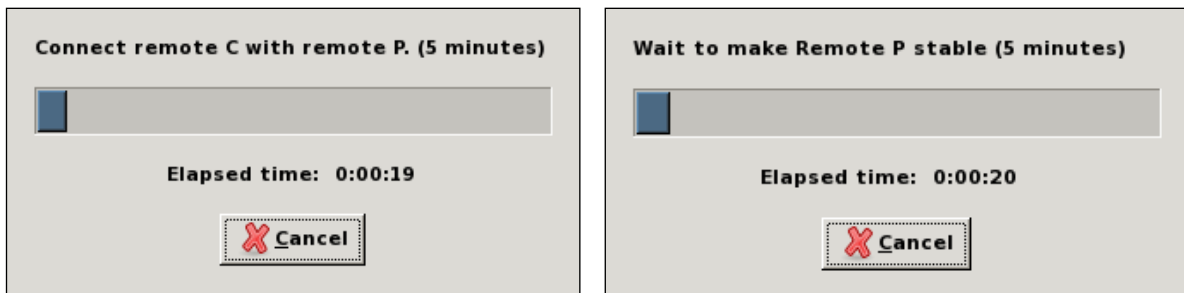 Connect remote C with remote P. (5 minutes)
Elapsed time: 0:00:19
Cancel
Wait to make Remote P stable (5 minutes)
Elapsed time: 0:00:20
Cancel